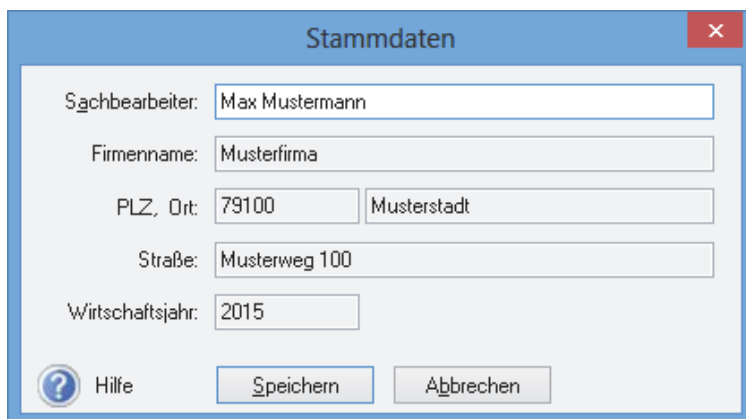 Stammdaten
Sachbearbeiter: Max Mustermann
Firmenname: Musterfirma
PLZ, Ort: 79100 Musterstadt
Straße: Musterweg 100
Wirtschaftsjahr: 2015
? Hilfe Speichern Abbrechen